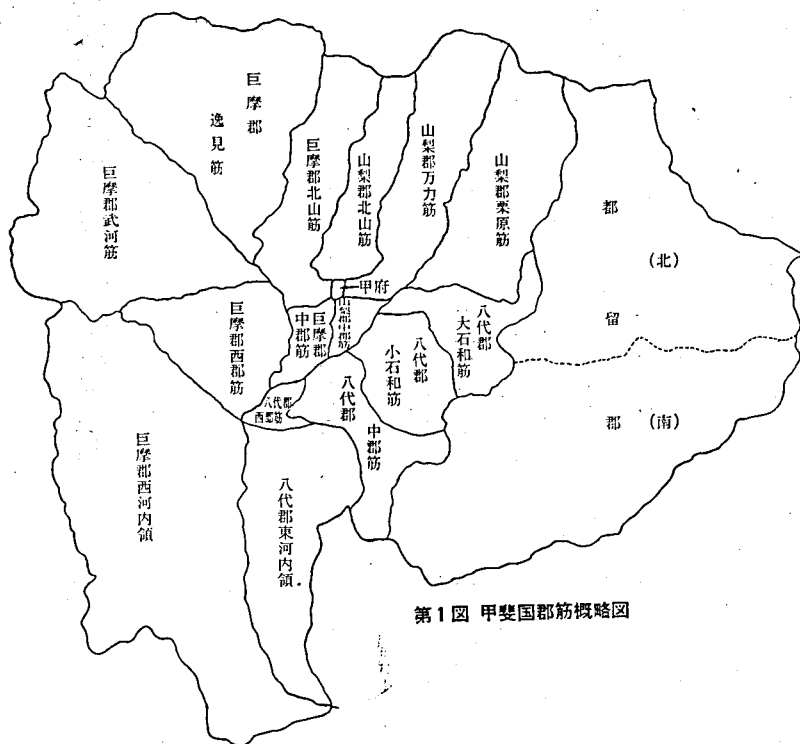 巨摩郡
逸見筋
巨摩郡武河筋
巨摩郡北山筋
山梨郡北山筋
山梨郡万力筋
山梨郡栗原筋
都留郡
(北)
(南)
甲府
山梨郡中郡筋
巨摩郡
中郡筋
巨摩郡西郡筋
八代郡
大石和筋
八代郡
小石和筋
八代郡
中郡筋
八代郡
西郡筋
巨摩郡西河内領
八代郡東河内領
第1図 甲斐国郡筋概略図